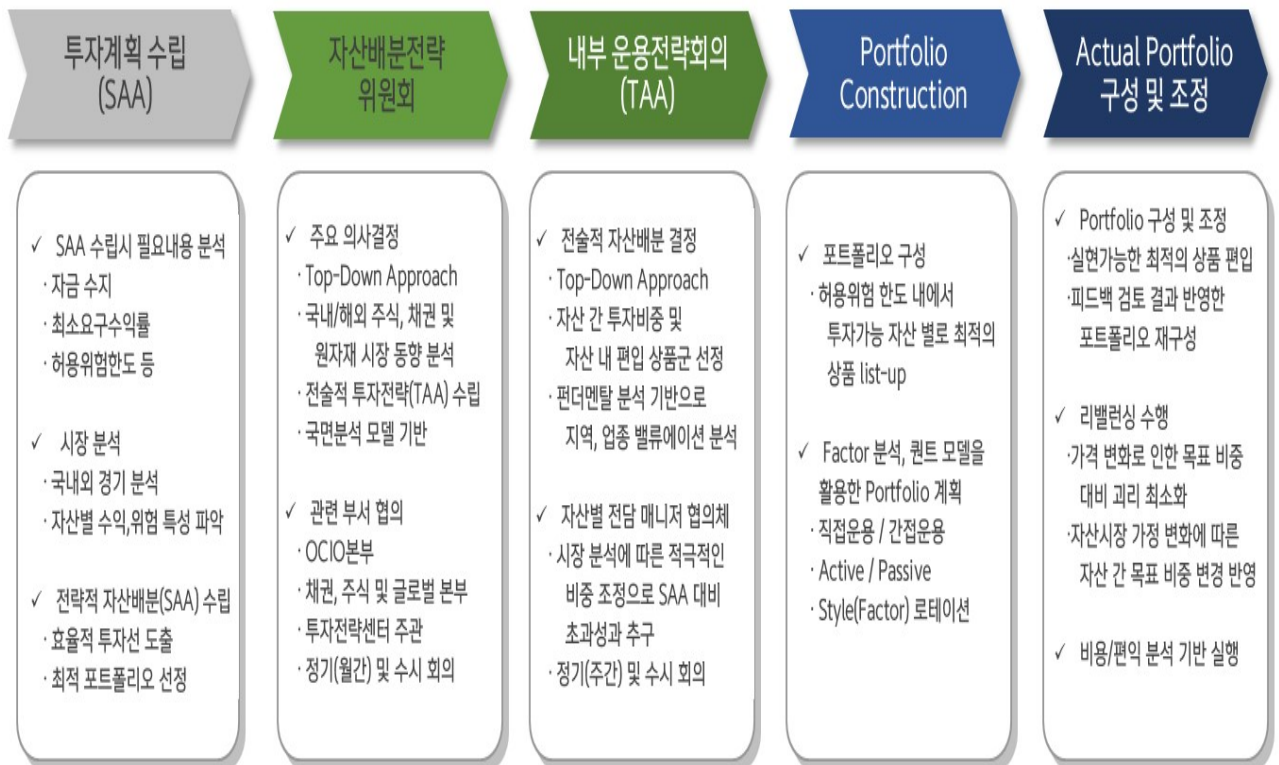 투자계획 수립
(SAA)
✓ SAA 수립시 필요내용 분석
· 자금 수지
· 최소요구수익률
· 허용위험한도 등
✓ 시장 분석
· 국내외 경기 분석
· 자산별 수익,위험 특성 파악
✓ 전략적 자산배분(SAA) 수립
· 효율적 투자선 도출
· 최적 포트폴리오 선정
자산배분전략
위원회
✓ 주요 의사결정
· Top-Down Approach
· 국내/해외 주식, 채권 및
원자재 시장 동향 분석
· 전술적 투자전략(TAA) 수립
· 국면분석 모델 기반
✓ 관련 부서 협의
· OCIO본부
· 채권, 주식 및 글로벌 본부
· 투자전략센터 주관
· 정기(월간) 및 수시 회의
내부 운용전략회의
(TAA)
✓ 전술적 자산배분 결정
· Top-Down Approach
· 자산 간 투자비중 및
자산 내 편입 상품군 선정
· 펀더멘탈 분석 기반으로
지역, 업종 밸류에이션 분석
✓ 자산별 전담 매니저 협의체
· 시장 분석에 따른 적극적인
비중 조정으로 SAA 대비
초과성과 추구
· 정기(주간) 및 수시 회의
Portfolio
Construction
✓ 포트폴리오 구성
· 허용위험 한도 내에서
투자가능 자산 별로 최적의
상품 list-up
✓ Factor 분석, 퀀트 모델을
활용한 Portfolio 계획
· 직접운용 / 간접운용
· Active / Passive
· Style(Factor) 로테이션
Actual Portfolio
구성 및 조정
✓ Portfolio 구성 및 조정
·실현가능한 최적의 상품 편입
·피드백 검토 결과 반영한
포트폴리오 재구성
✓ 리밸런싱 수행
·가격 변화로 인한 목표 비중
대비 괴리 최소화
·자산시장 가정 변화에 따른
자산 간 목표 비중 변경 반영
✓ 비용/편익 분석 기반 실행